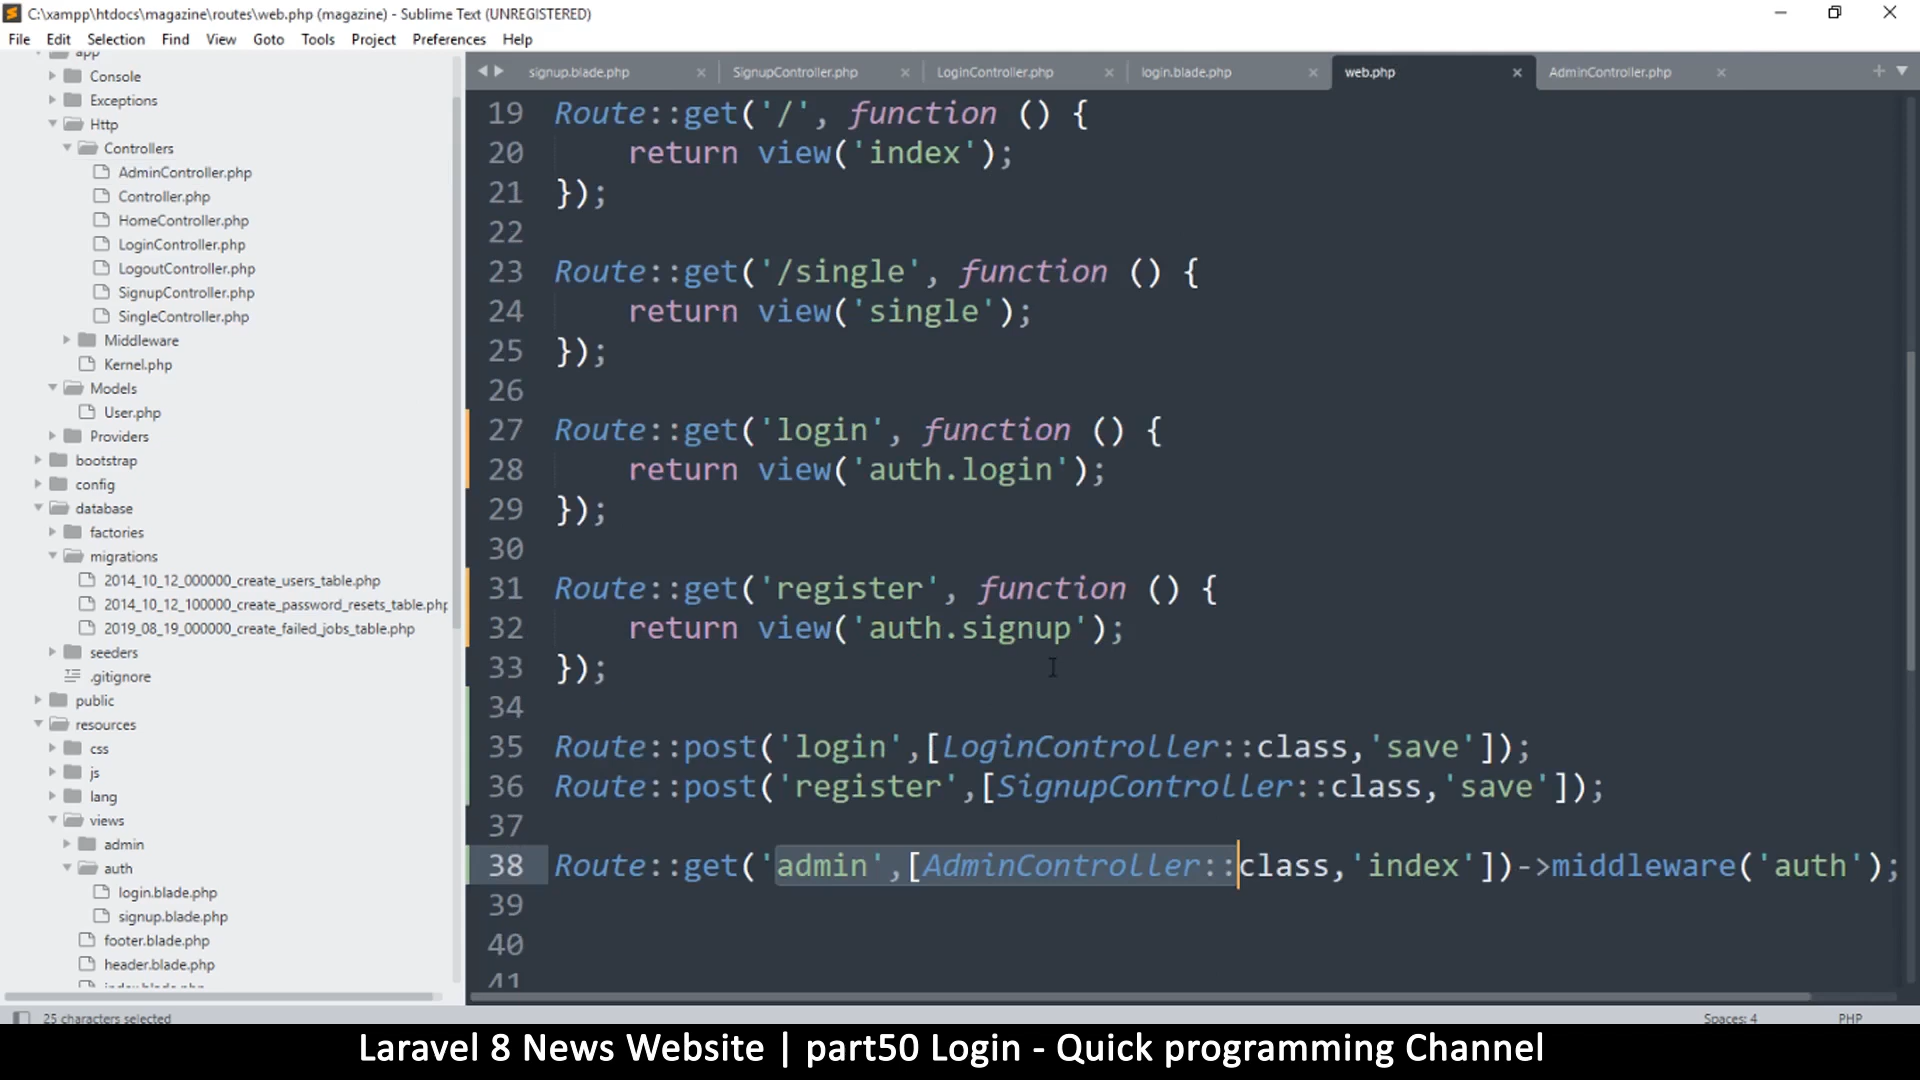 C:\xampp\htdocs\magazine\routes\web.php (magazine) - Sublime Text (UNREGISTERED)
File Edit Selection Find View Goto Tools Project Preferences Help
app
Console
Exceptions
Http
Controllers
AdminController.php
Controller.php
HomeController.php
LoginController.php
LogoutController.php
SignupController.php
SingleController.php
Middleware
Kernel.php
Models
User.php
Providers
bootstrap
config
database
factories
migrations
2014_10_12_000000_create_users_table.php
2014_10_12_100000_create_password_resets_table.php
2019_08_19_000000_create_failed_jobs_table.php
seeders
.gitignore
public
resources
css
js
lang
views
admin
auth
login.blade.php
signup.blade.php
footer.blade.php
header.blade.php
index.blade.php
signup.blade.php SignupController.php LoginController.php login.blade.php web.php AdminController.php
19 Route::get('/', function () {
20 return view('index');
21 });
22
23 Route::get('/single', function () {
24 return view('single');
25 });
26
27 Route::get('login', function () {
28 return view('auth.login');
29 });
30
31 Route::get('register', function () {
32 return view('auth.signup');
33 });
34
35 Route::post('login',[LoginController::class,'save']);
36 Route::post('register',[SignupController::class,'save']);
37
38 Route::get('admin',[AdminController::class,'index'])->middleware('auth');
39
40
41
25 characters selected Spaces: 4 PHP
Laravel 8 News Website | part50 Login - Quick programming Channel